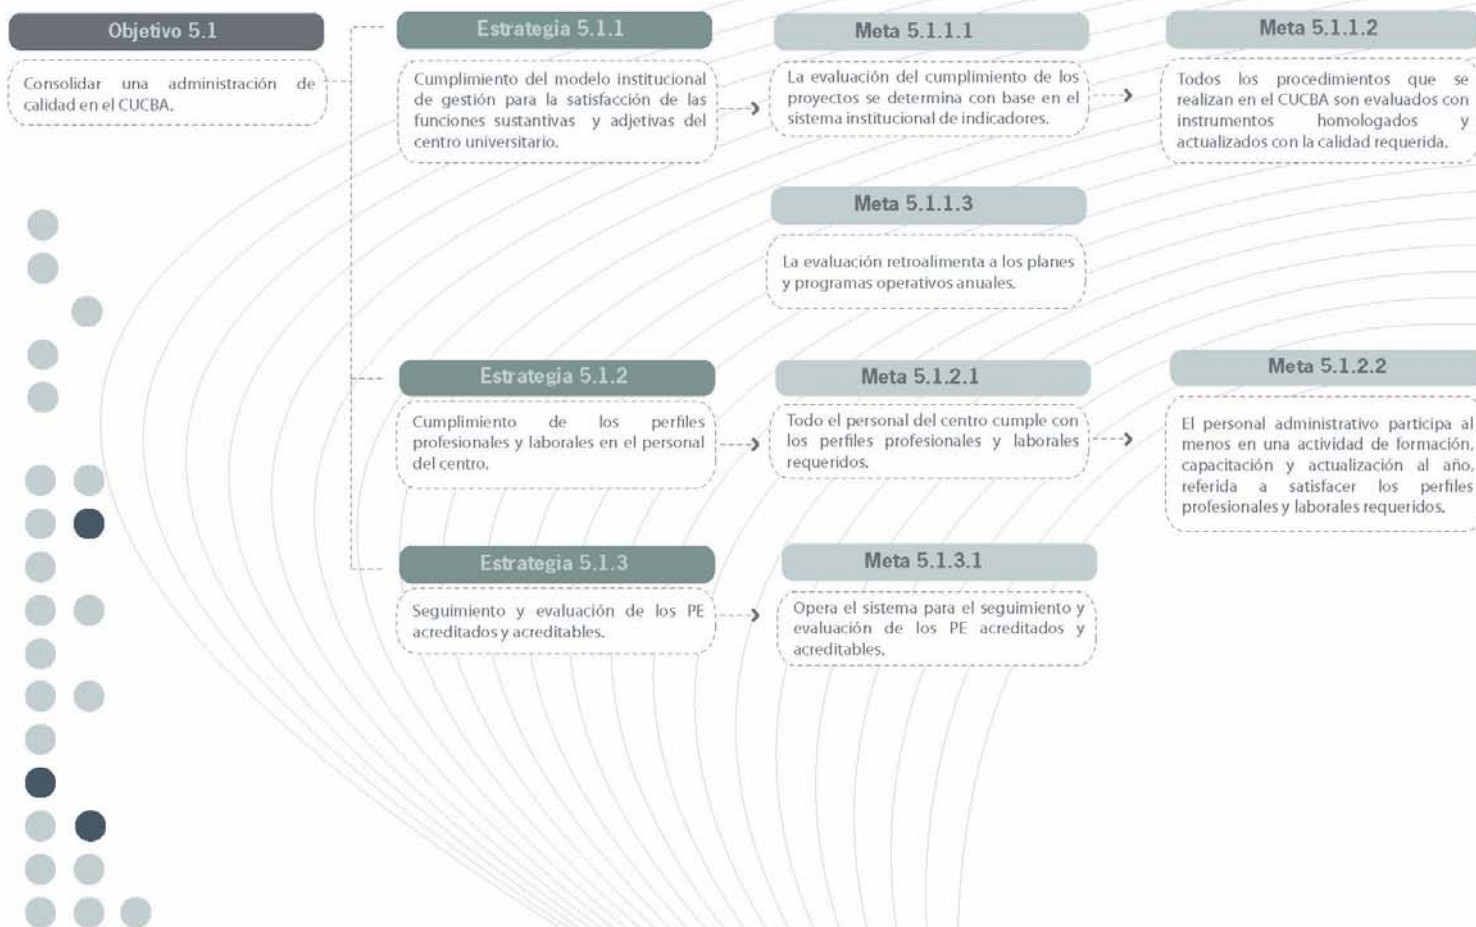 Objetivo 5.1
Consolidar una administración de
calidad en el CUCBA.
Estrategia 5.1.1
Cumplimiento del modelo institucional
de gestión para la satisfacción de las
funciones sustantivas y adjetivas del
centro universitario.
Meta 5.1.1.1
La evaluación del cumplimiento de los
proyectos se determina con base en el
sistema institucional de indicadores.
Meta 5.1.1.2
Todos los procedimientos que se
realizan en el CUCBA son evaluados con
instrumentos homologados y
actualizados con la calidad requerida.
Meta 5.1.1.3
La evaluación retroalimenta a los planes
y programas operativos anuales.
Estrategia 5.1.2
Cumplimiento de los perfiles
profesionales y laborales en el personal
del centro.
Meta 5.1.2.1
Todo el personal del centro cumple con
los perfiles profesionales y laborales
requeridos.
Meta 5.1.2.2
El personal administrativo participa al
menos en una actividad de formación,
capacitación y actualización al año,
referida a satisfacer los perfiles
profesionales y laborales requeridos.
Estrategia 5.1.3
Seguimiento y evaluación de los PE
acreditados y acreditables.
Meta 5.1.3.1
Opera el sistema para el seguimiento y
evaluación de los PE acreditados y
acreditables.